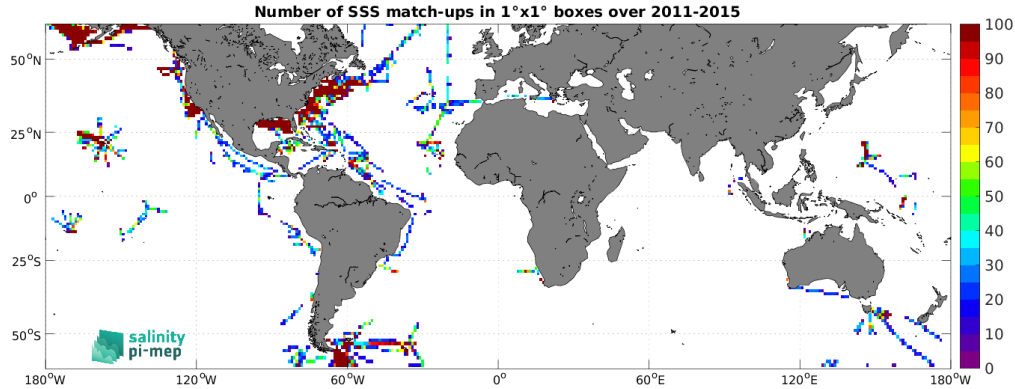 Number of SSS match-ups in 1°x1° boxes over 2011-2015
50°N
25°N
0°
25°S
50°S
180°W
120°W
60°W
0°
60°E
120°E
180°W
100
90
80
70
60
50
40
30
20
10
0
salinity
pi-mep